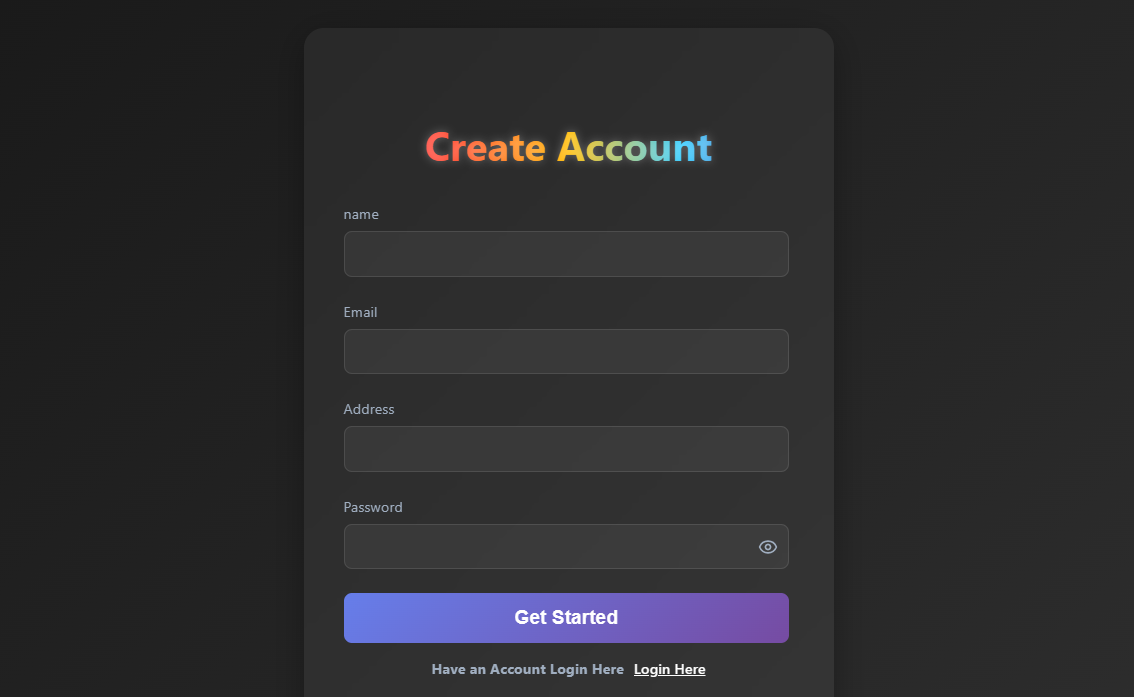 Create Account
name
Email
Address
Password
Get Started
Have an Account Login Here Login Here